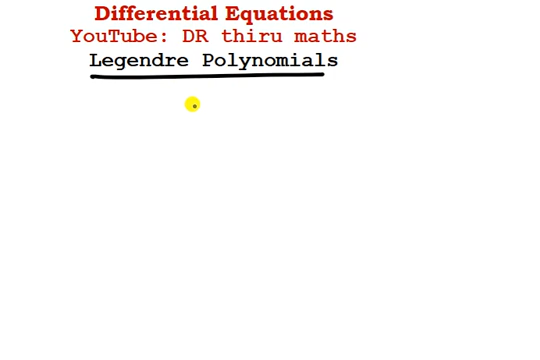 Differential Equations
YouTube: DR thiru maths
Legendre Polynomials